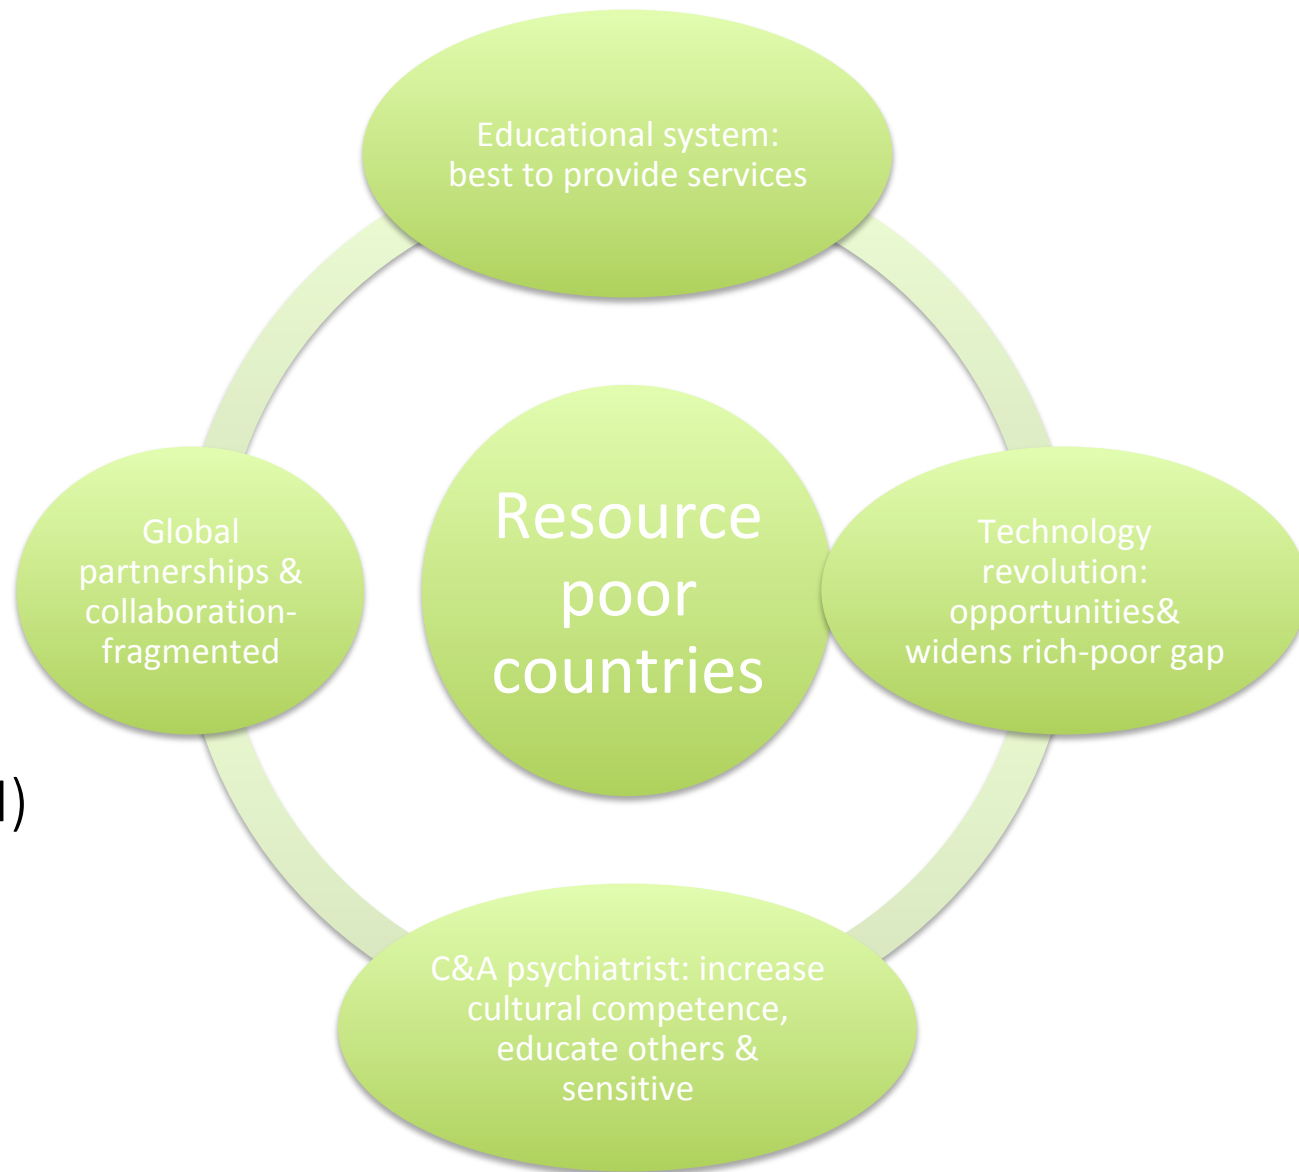 Educational system:
best to provide services
Resource
poor
countries
Global
partnerships &
collaboration-
fragmented
Technology
revolution:
opportunities&
widens rich-poor gap
C&A psychiatrist: increase
cultural competence,
educate others &
sensitive